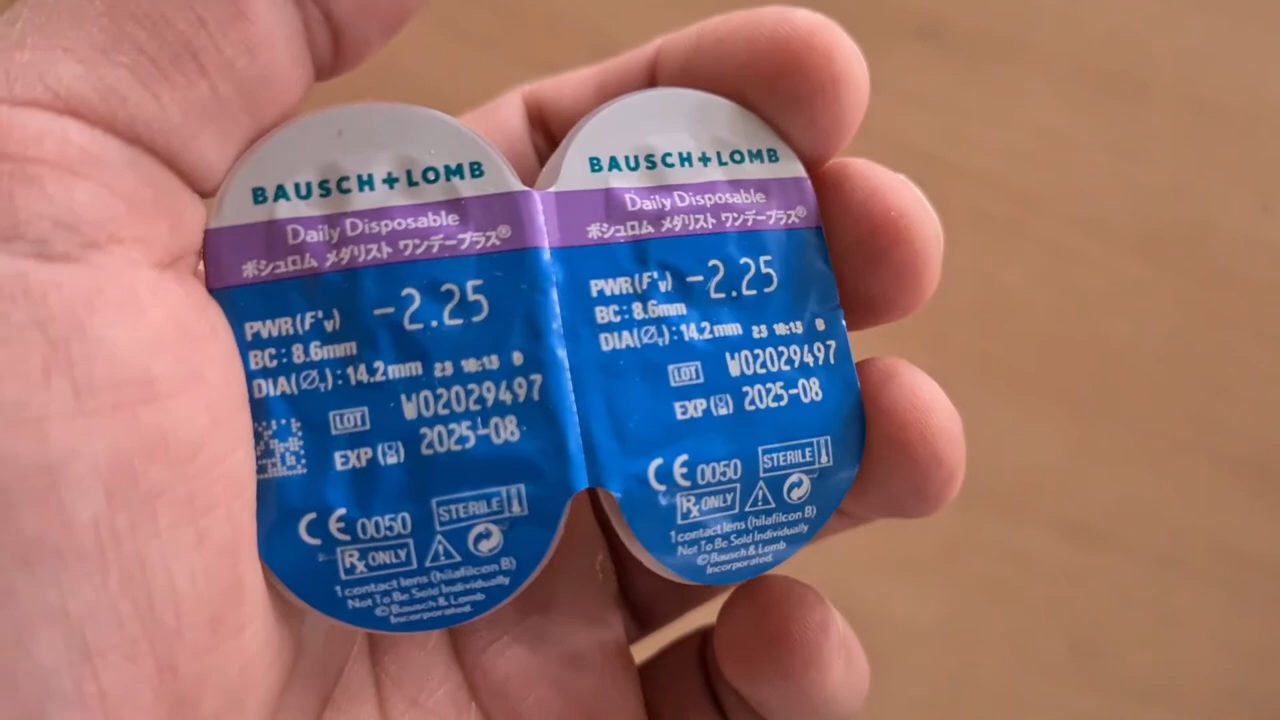 BAUSCH+LOMB
Daily Disposable
ボシュロム メダリスト ワンデープラス®
PWR(F'v) -2.25
BC: 8.6mm
DIA(ØT): 14.2mm 23 18:13 B
LOT W02029497
EXP 2025-08
CE 0050 STERILE
Rx ONLY
1 contact lens (hilafilcon B)
Not To Be Sold Individually
© Bausch & Lomb
Incorporated.
BAUSCH+LOMB
Daily Disposable
ボシュロム メダリスト ワンデープラス®
PWR(F'v) -2.25
BC: 8.6mm
DIA(ØT): 14.2mm 23 18:13 B
LOT W02029497
EXP 2025-08
CE 0050 STERILE
Rx ONLY
1 contact lens (hilafilcon B)
Not To Be Sold Individually
© Bausch & Lomb
Incorporated.